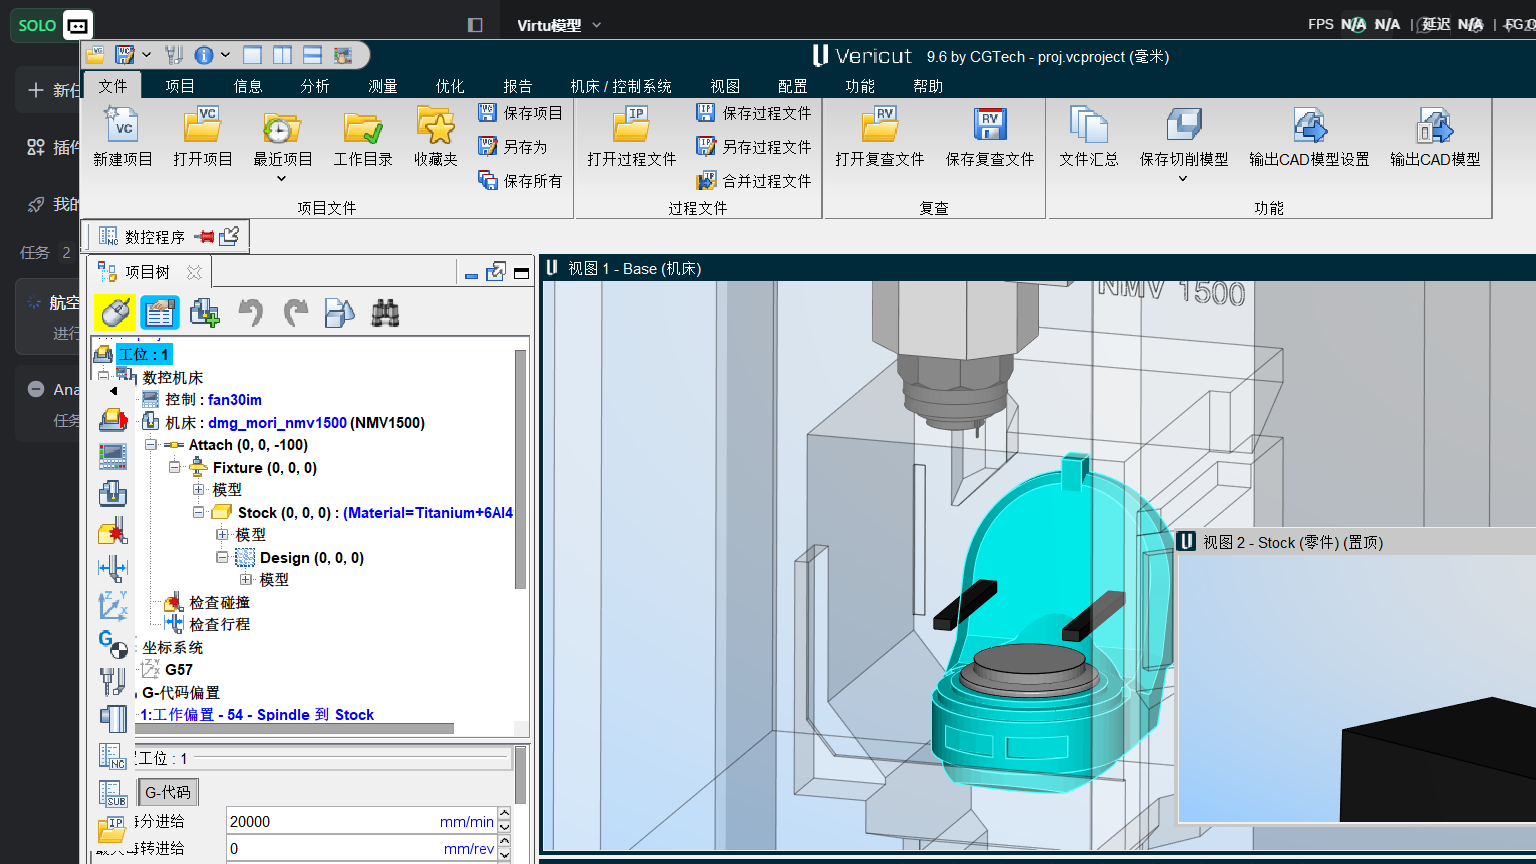 SOLO
Virtu模型
FPS N/A N/A | 延迟 N/A
Vericut 9.6 by CGTech - proj.vcproject (毫米)
文件 项目 信息 分析 测量 优化 报告 机床 / 控制系统 视图 配置 功能 帮助
新建项目 打开项目 最近项目 工作目录 收藏夹
保存项目
另存为
保存所有
项目文件
打开过程文件
保存过程文件
另存过程文件
合并过程文件
过程文件
打开复查文件 保存复查文件
复查
文件汇总 保存切削模型 输出CAD模型设置 输出CAD模型
功能
插件
我的
任务 2
航空
进行
Ana
任务
数控程序
项目树
工位 : 1
数控机床
控制 : fan30im
机床 : dmg_mori_nmv1500 (NMV1500)
Attach (0, 0, -100)
Fixture (0, 0, 0)
模型
Stock (0, 0, 0) : (Material=Titanium+6Al4
模型
Design (0, 0, 0)
模型
检查碰撞
检查行程
坐标系统
G57
G-代码偏置
1:工作偏置 - 54 - Spindle 到 Stock
工位 : 1
G-代码
每分进给 20000 mm/min
最大每转进给 0 mm/rev
视图 1 - Base (机床)
NMV 1500
视图 2 - Stock (零件) (置顶)